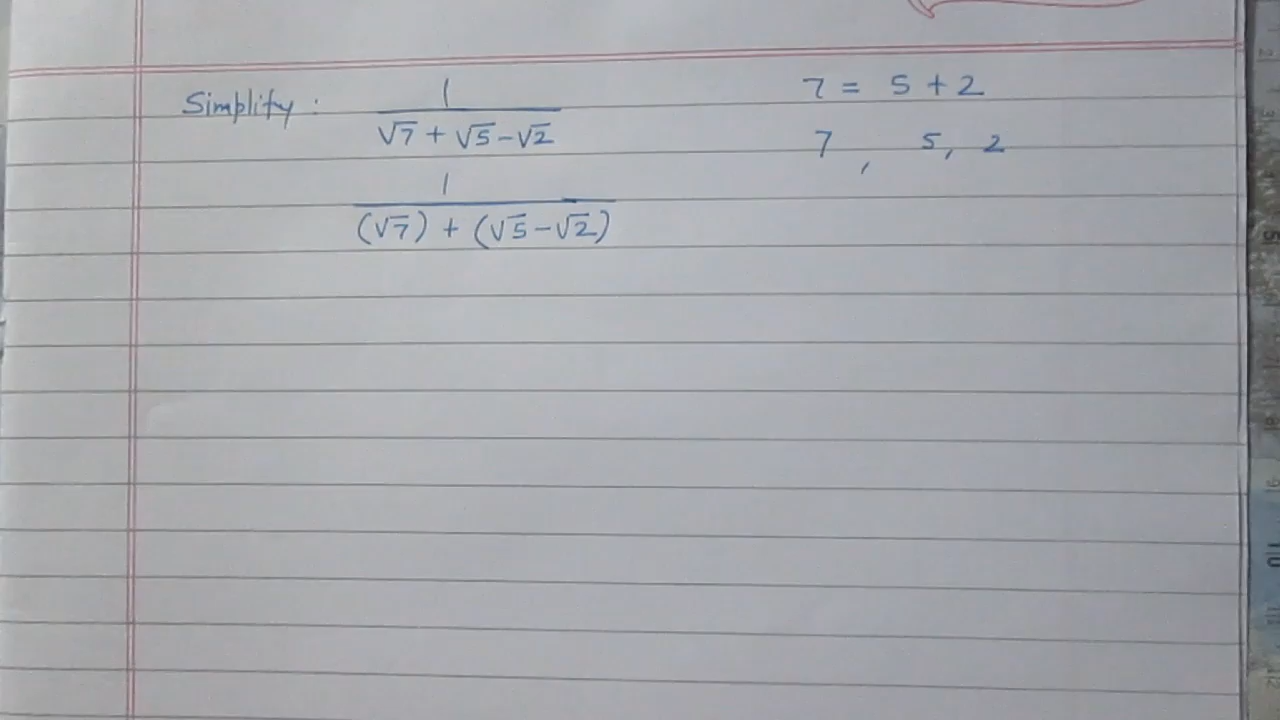 Simplify : 1 / (√7 + √5 - √2)
7 = 5 + 2
7 , 5, 2
1 / ((√7) + (√5 - √2))